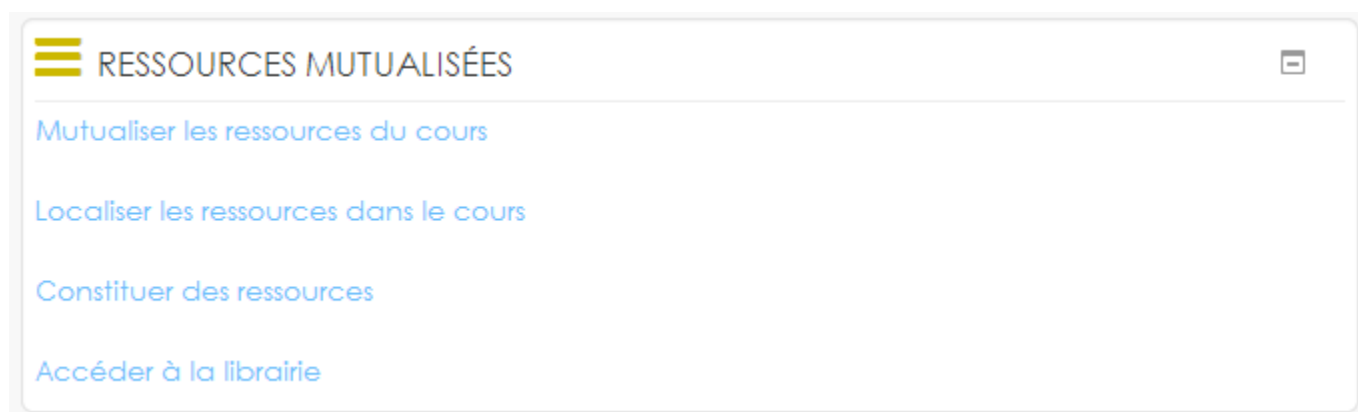 RESSOURCES MUTUALISÉES
Mutualiser les ressources du cours
Localiser les ressources dans le cours
Constituer des ressources
Accéder à la librairie